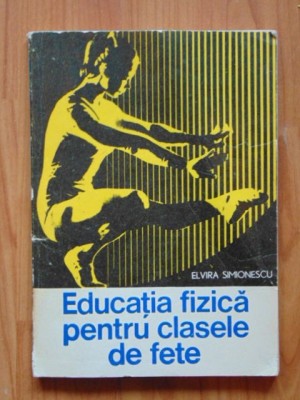 ELVIRA SIMIONESCU
Educația fizică
pentru clasele
de fete